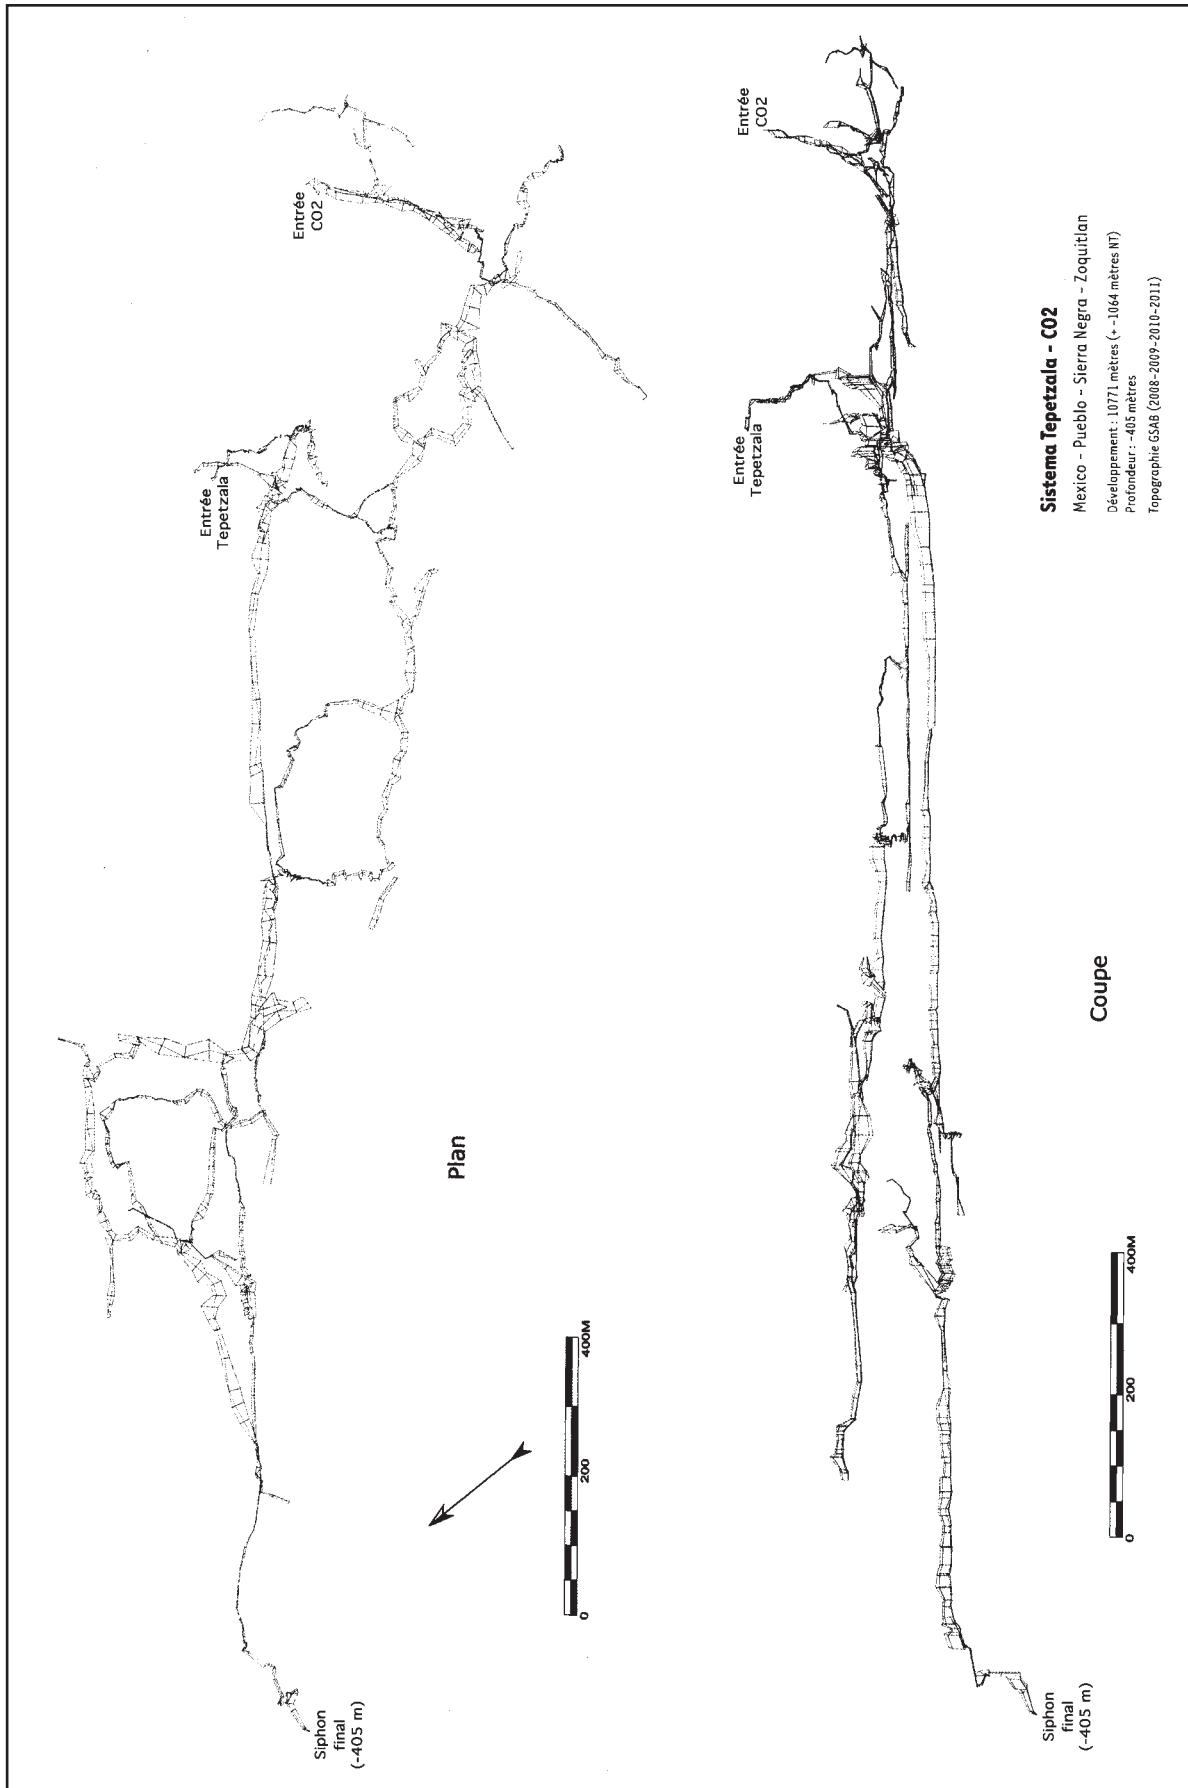 Entrée
CO2
Entrée
Tepetzala
Plan
0
200
400M
Siphon
final
(-405 m)
Entrée
CO2
Entrée
Tepetzala
Coupe
0
200
400M
Siphon
final
(-405 m)
Sistema Tepetzala - CO2
Mexico - Pueblo - Sierra Negra - Zoquitlan
Développement : 10771 mètres (+ -1064 mètres NT)
Profondeur : -405 mètres
Topographie GSAB (2008-2009-2010-2011)